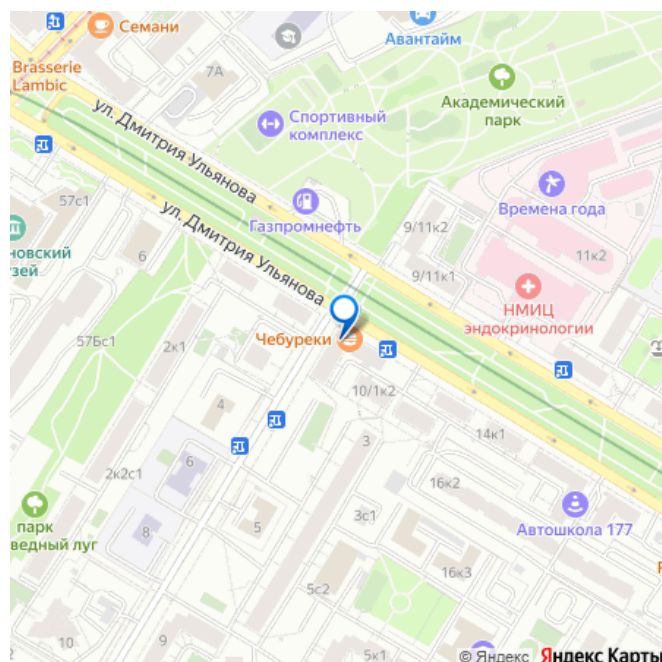 Семани
Авантайм
Brasserie
Lambic
7А
Академический
парк
ул. Дмитрия Ульянова
Спортивный
комплекс
57с1
ул. Дмитрия Ульянова
Газпромнефть
9/11к2
Времена года
новский
зей
6
9/11к1
11к2
НМИЦ
эндокринологии
57Бс1
2к1
Чебуреки
10/1к2
4
14к1
3
2к2с1
6
16к2
парк
ведный луг
8
5
3с1
Автошкола 177
5с2
16к3
10
9
5к1
© Яндекс Яндекс Карты